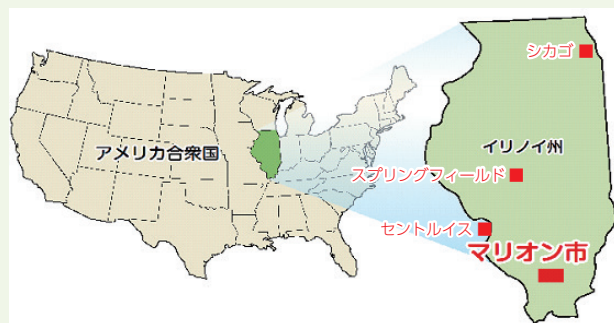 アメリカ合衆国
シカゴ
イリノイ州
スプリングフィールド
セントルイス
マリオン市